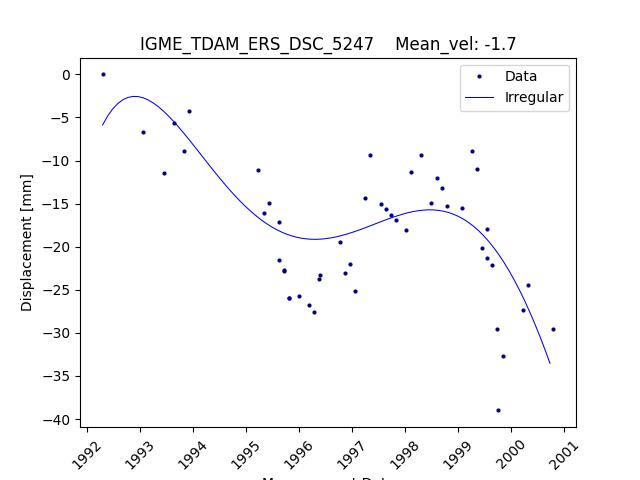 IGME_TDAM_ERS_DSC_5247    Mean_vel: -1.7
Data
Irregular
0
−5
−10
−15
−20
−25
−30
−35
−40
Displacement [mm]
1992 1993 1994 1995 1996 1997 1998 1999 2000 2001